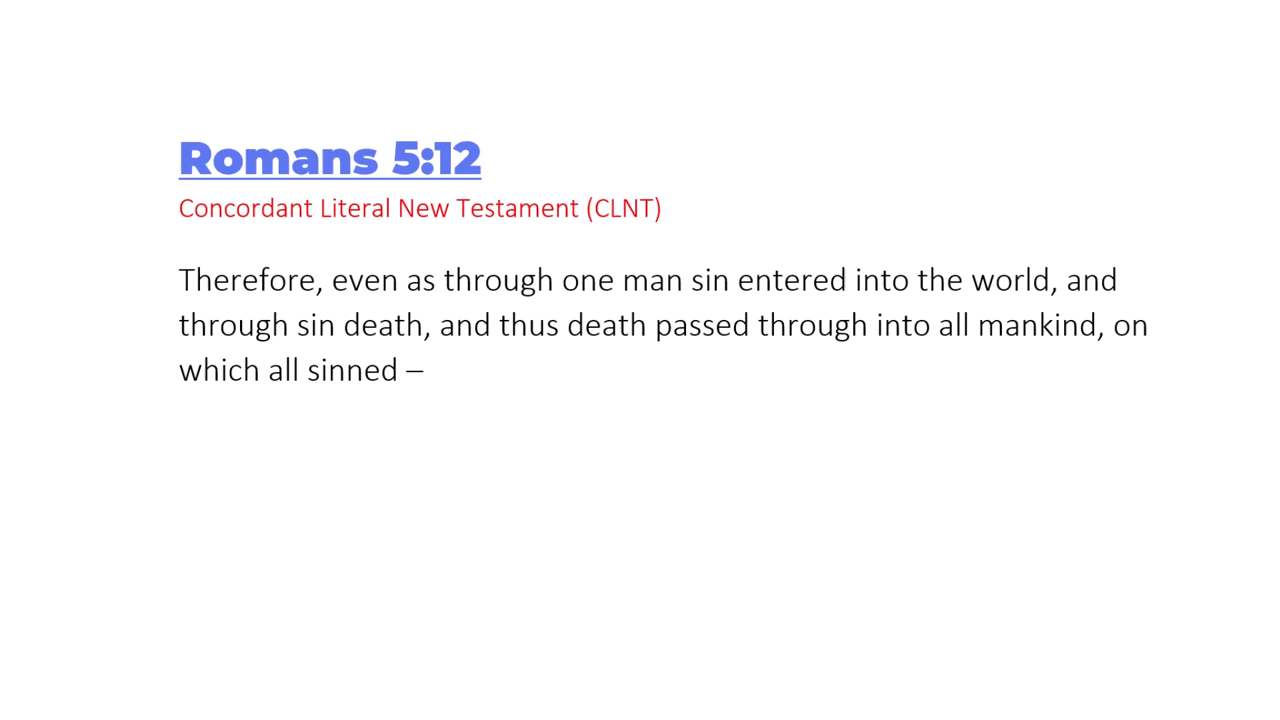 Romans 5:12
Concordant Literal New Testament (CLNT)
Therefore, even as through one man sin entered into the world, and
through sin death, and thus death passed through into all mankind, on
which all sinned –